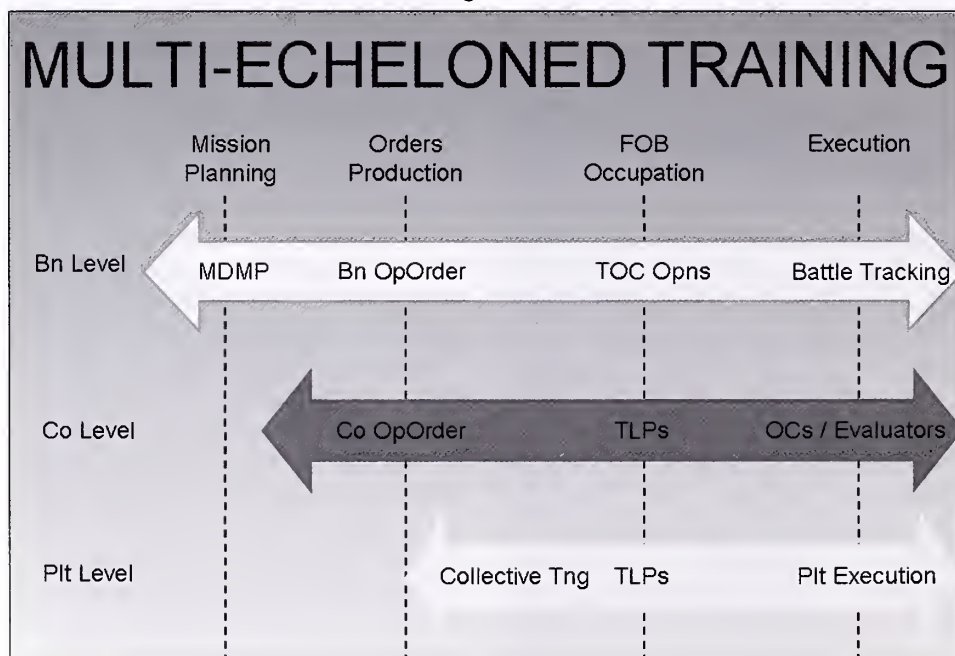 MULTI-ECHELONED TRAINING
Mission Planning
Orders Production
FOB Occupation
Execution
Bn Level
MDMP
Bn OpOrder
TOC Opns
Battle Tracking
Co Level
Co OpOrder
TLPs
OCs / Evaluators
Plt Level
Collective Tng
TLPs
Plt Execution